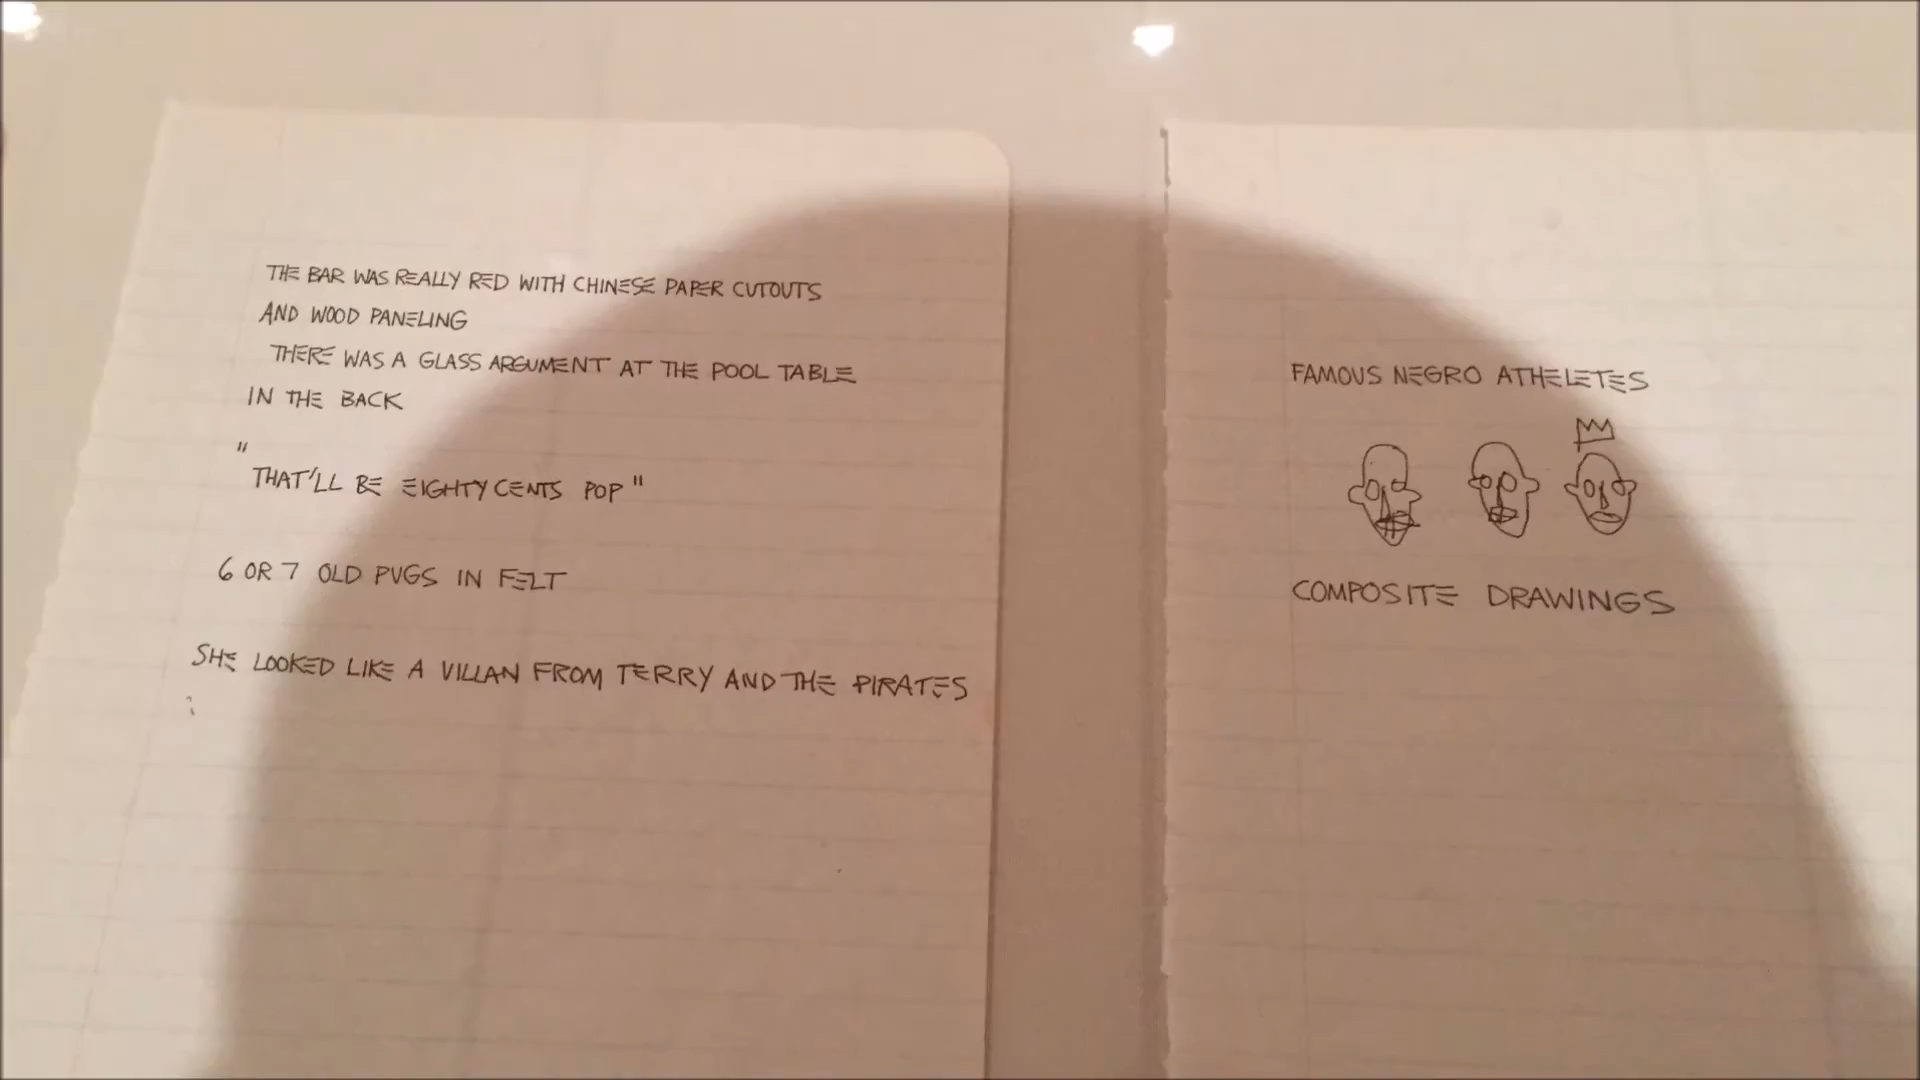 THE BAR WAS REALLY RED WITH CHINESE PAPER CUTOUTS
AND WOOD PANELING
THERE WAS A GLASS ARGUMENT AT THE POOL TABLE
IN THE BACK
"
THAT'LL BE EIGHTY CENTS POP"
6 OR 7 OLD PUGS IN FELT
SHE LOOKED LIKE A VILLAN FROM TERRY AND THE PIRATES
FAMOUS NEGRO ATHELETES
COMPOSITE DRAWINGS